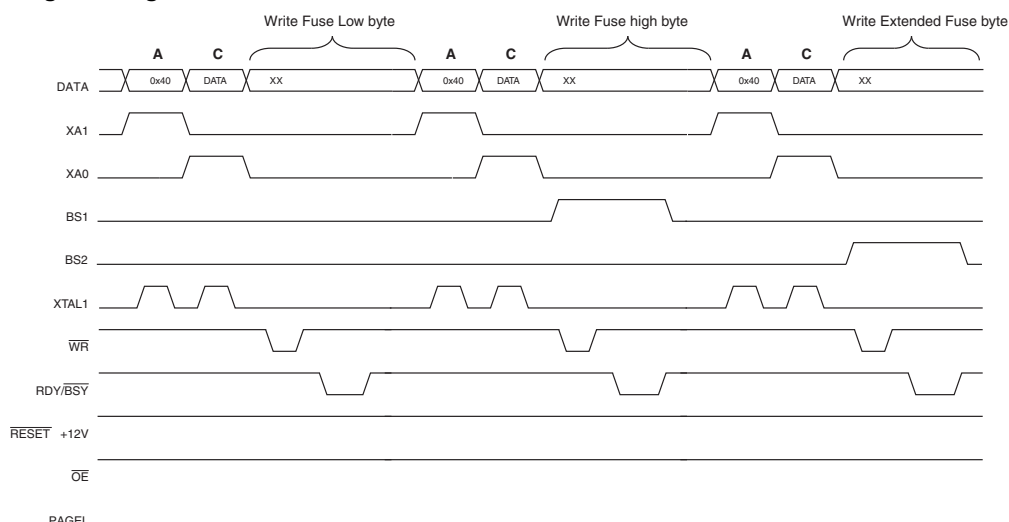 Write Fuse Low byte Write Fuse high byte Write Extended Fuse byte
A C A C A C
DATA 0x40 DATA XX 0x40 DATA XX 0x40 DATA XX
XA1
XA0
BS1
BS2
XTAL1
WR
RDY/BSY
RESET +12V
OE
PAGEL